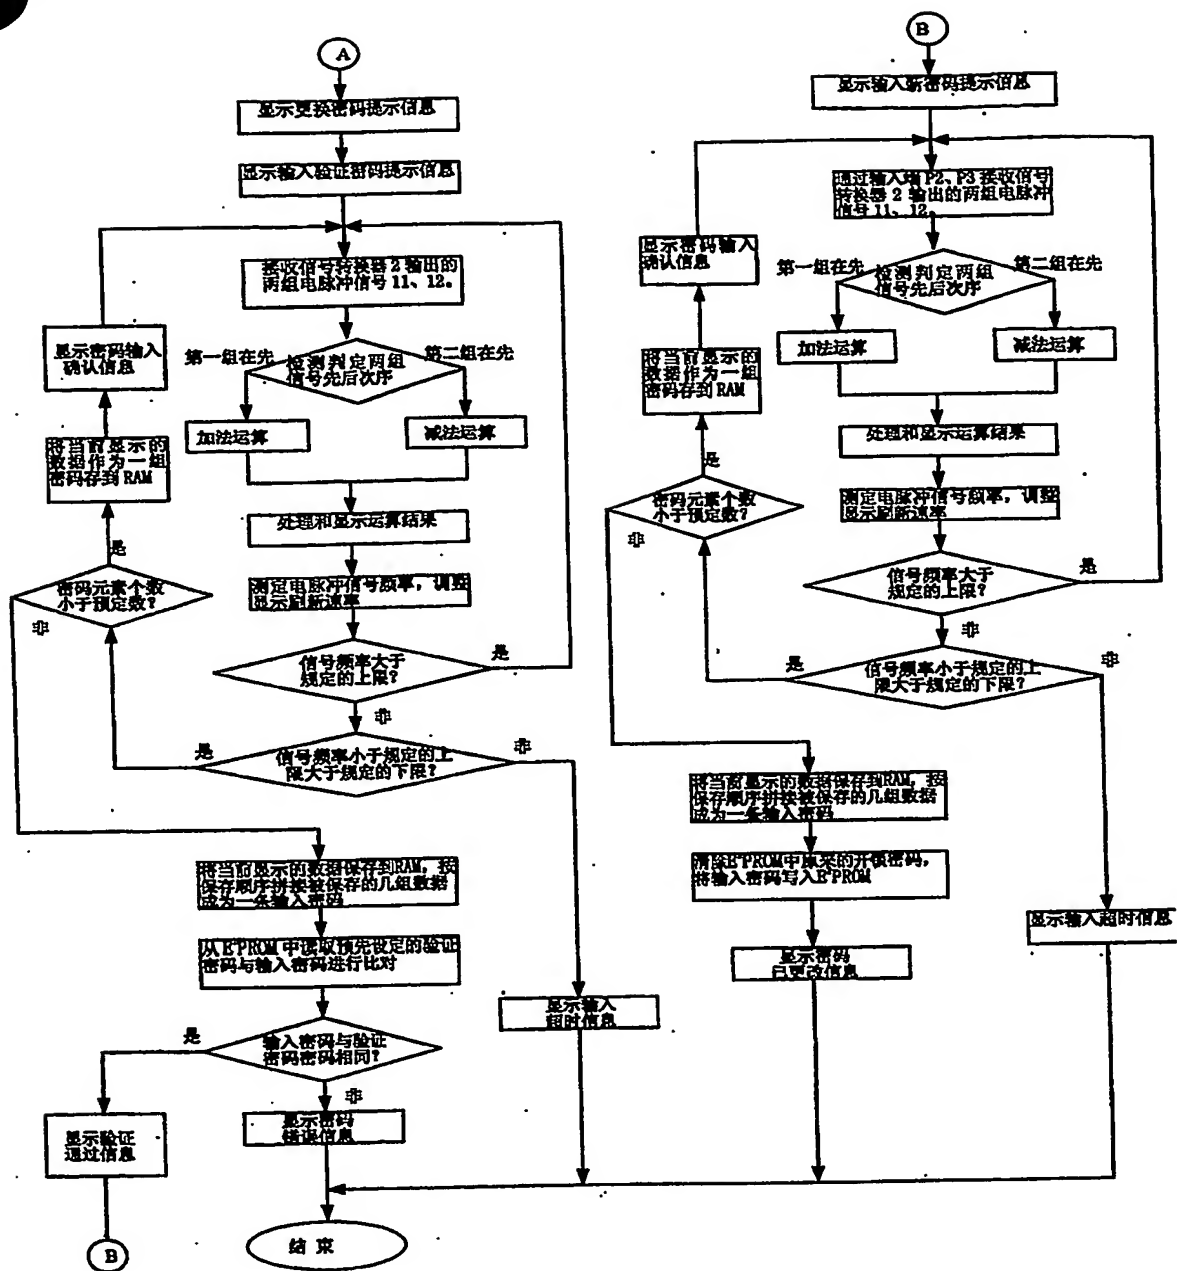 A
显示更换密码提示信息
显示输入验证密码提示信息
接收信号转换器2输出的
两组电脉冲信号11、12。
显示密码输入
确认信息
第一组在先
检测判定两组
信号先后次序
第二组在先
加法运算
减法运算
将当前显示的
数据作为一组
密码存到RAM
处理和显示运算结果
是
密码元素个数
小于预定数?
非
测定电脉冲信号频率,调整
显示刷新速率
信号频率大于
规定的上限?
是
非
是
信号频率小于规定的上
限大于规定的下限?
非
将当前显示的数据保存到RAM,按
保存顺序拼接被保存的几组数据
成为一条输入密码
从E²PROM中读取预先设定的验证
密码与输入密码进行比对
显示输入
超时信息
是
输入密码与验证
密码密码相同?
非
显示验证
通过信息
显示密码
错误信息
B
结束
B
显示输入新密码提示信息
通过输入端P2、P3接收信号
转换器2输出的两组电脉冲
信号11、12。
显示密码输入
确认信息
第一组在先
检测判定两组
信号先后次序
第二组在先
加法运算
减法运算
将当前显示的
数据作为一组
密码存到RAM
处理和显示运算结果
是
密码元素个数
小于预定数?
非
测定电脉冲信号频率,调整
显示刷新速率
信号频率大于
规定的上限?
是
非
是
信号频率小于规定的上
限大于规定的下限?
非
将当前显示的数据保存到RAM,按
保存顺序拼接被保存的几组数据
成为一条输入密码
清除E²PROM中原来的开锁密码,
将输入密码写入E²PROM
显示输入超时信息
显示密码
已更改信息